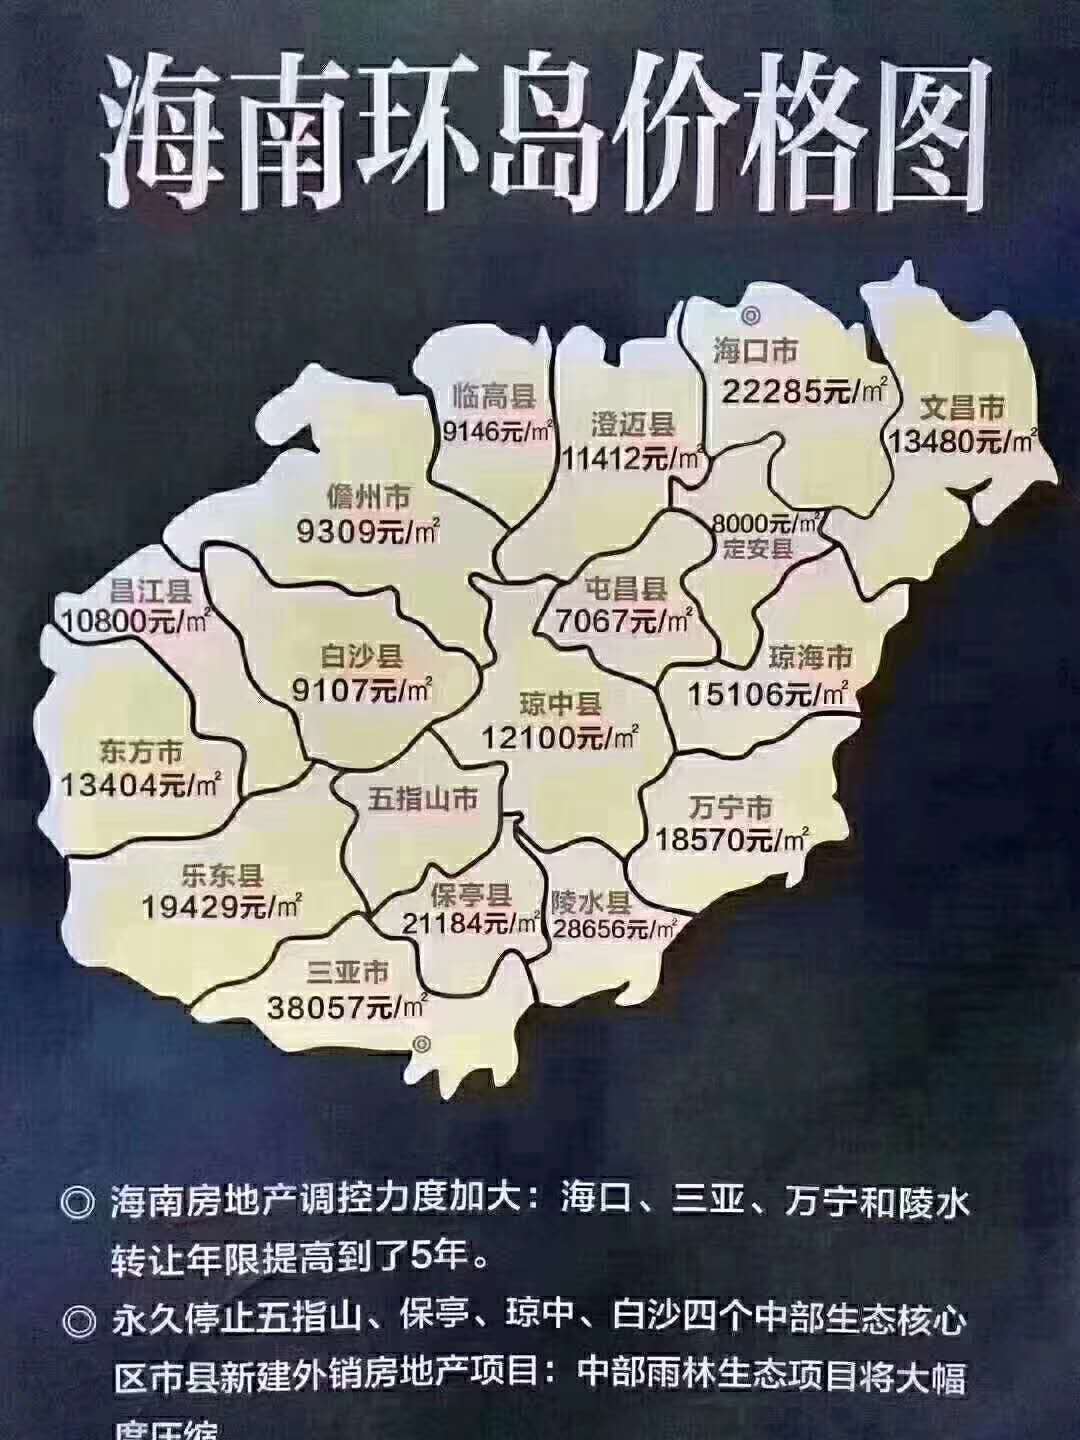 海南环岛价格图
海口市
22285元/㎡
临高县
9146元/㎡
文昌市
13480元/㎡
澄迈县
11412元/㎡
儋州市
9309元/㎡
8000元/㎡
定安县
昌江县
10800元/㎡
屯昌县
7067元/㎡
白沙县
9107元/㎡
琼海市
15106元/㎡
琼中县
12100元/㎡
东方市
13404元/㎡
五指山市
万宁市
18570元/㎡
乐东县
19429元/㎡
保亭县
21184元/㎡
陵水县
28656元/㎡
三亚市
38057元/㎡
◎ 海南房地产调控力度加大：海口、三亚、万宁和陵水
转让年限提高到了5年。
◎ 永久停止五指山、保亭、琼中、白沙四个中部生态核心
区市县新建外销房地产项目：中部雨林生态项目将大幅
度压缩